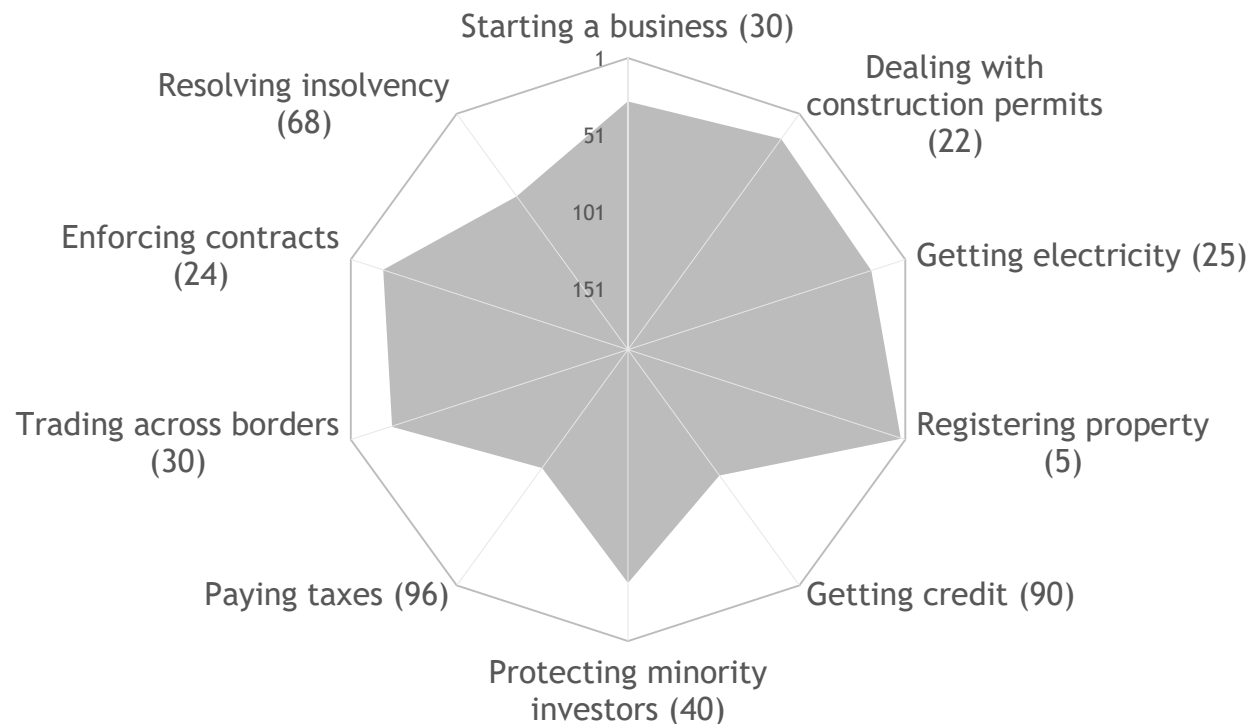 Starting a business (30)
1
51
101
151
Dealing with
construction permits
(22)
Getting electricity (25)
Registering property
(5)
Getting credit (90)
Protecting minority
investors (40)
Paying taxes (96)
Trading across borders
(30)
Enforcing contracts
(24)
Resolving insolvency
(68)